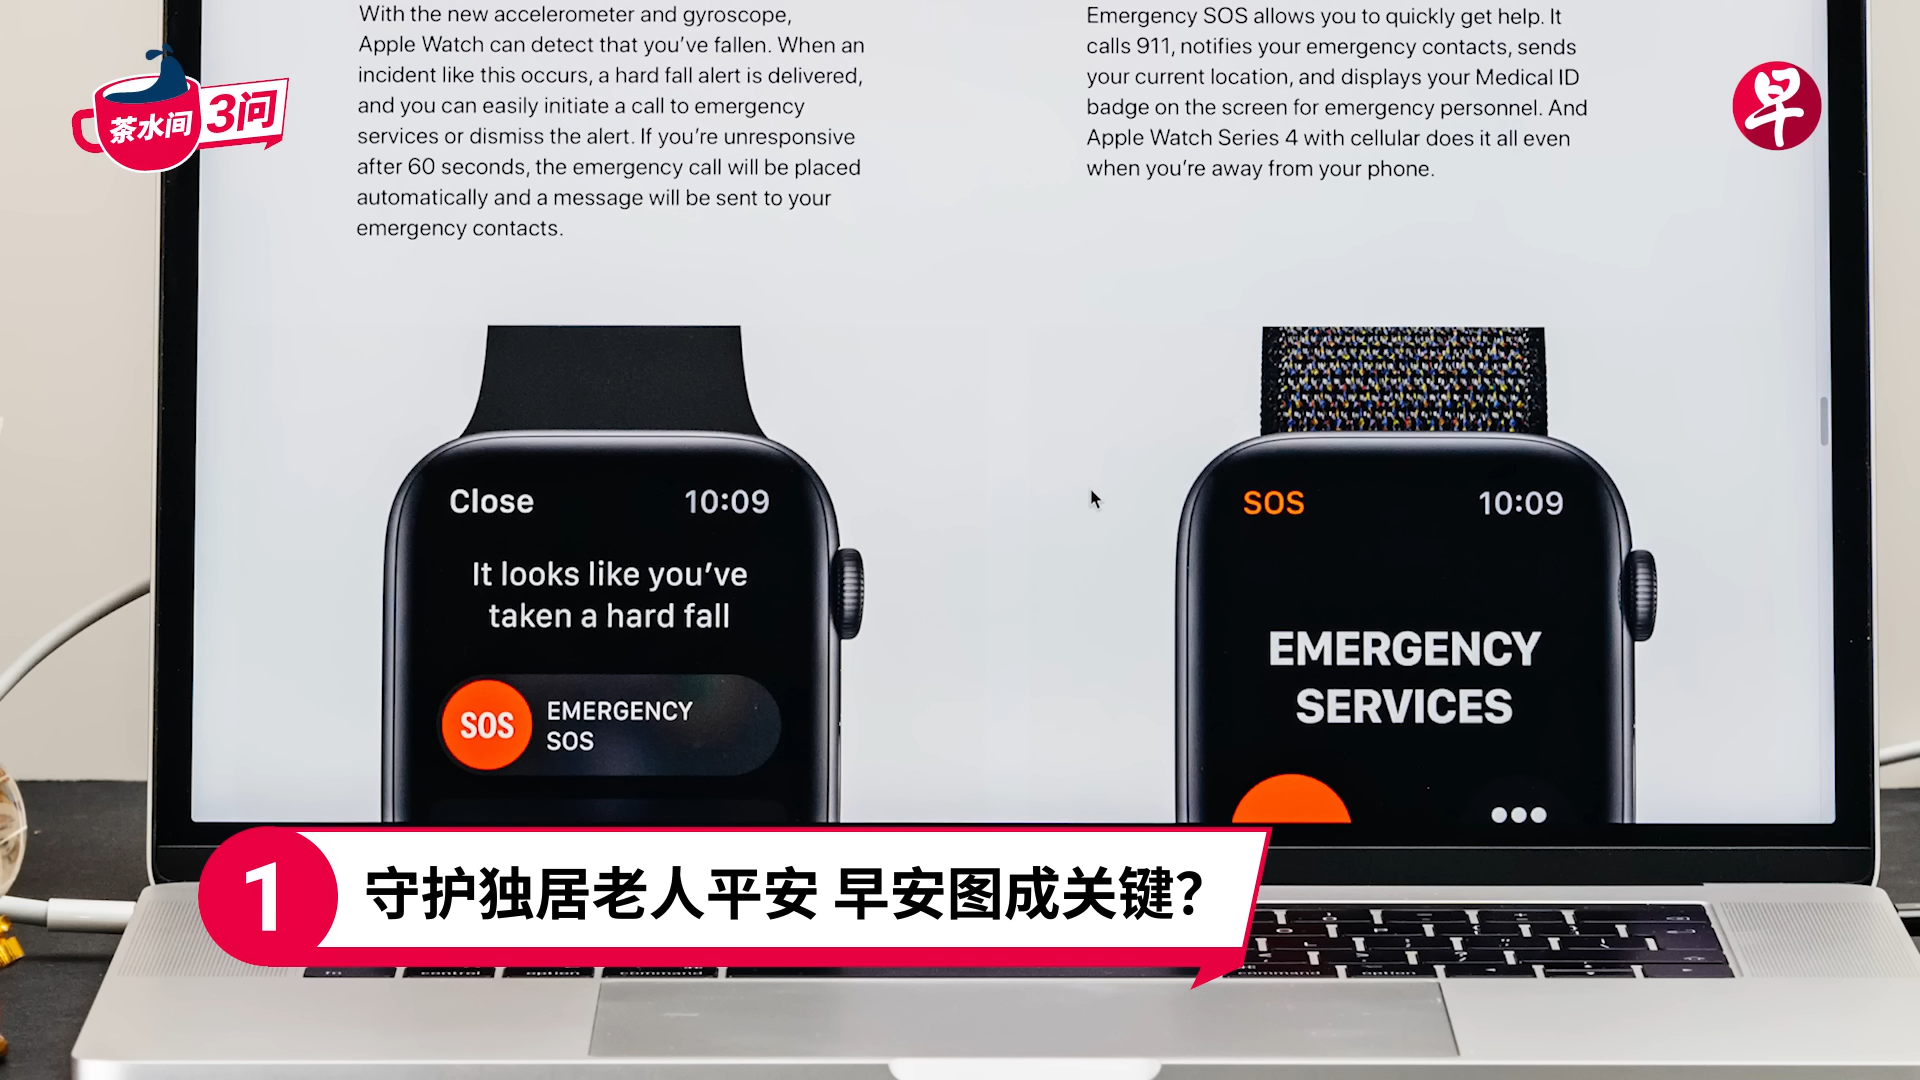 With the new accelerometer and gyroscope,
Apple Watch can detect that you've fallen. When an
incident like this occurs, a hard fall alert is delivered,
and you can easily initiate a call to emergency
services or dismiss the alert. If you're unresponsive
after 60 seconds, the emergency call will be placed
automatically and a message will be sent to your
emergency contacts.
Emergency SOS allows you to quickly get help. It
calls 911, notifies your emergency contacts, sends
your current location, and displays your Medical ID
badge on the screen for emergency personnel. And
Apple Watch Series 4 with cellular does it all even
when you're away from your phone.
茶水间 3问
早
Close 10:09
It looks like you've
taken a hard fall
SOS
EMERGENCY
SOS
SOS 10:09
EMERGENCY
SERVICES
1
守护独居老人平安 早安图成关键?
fn control option command
command option